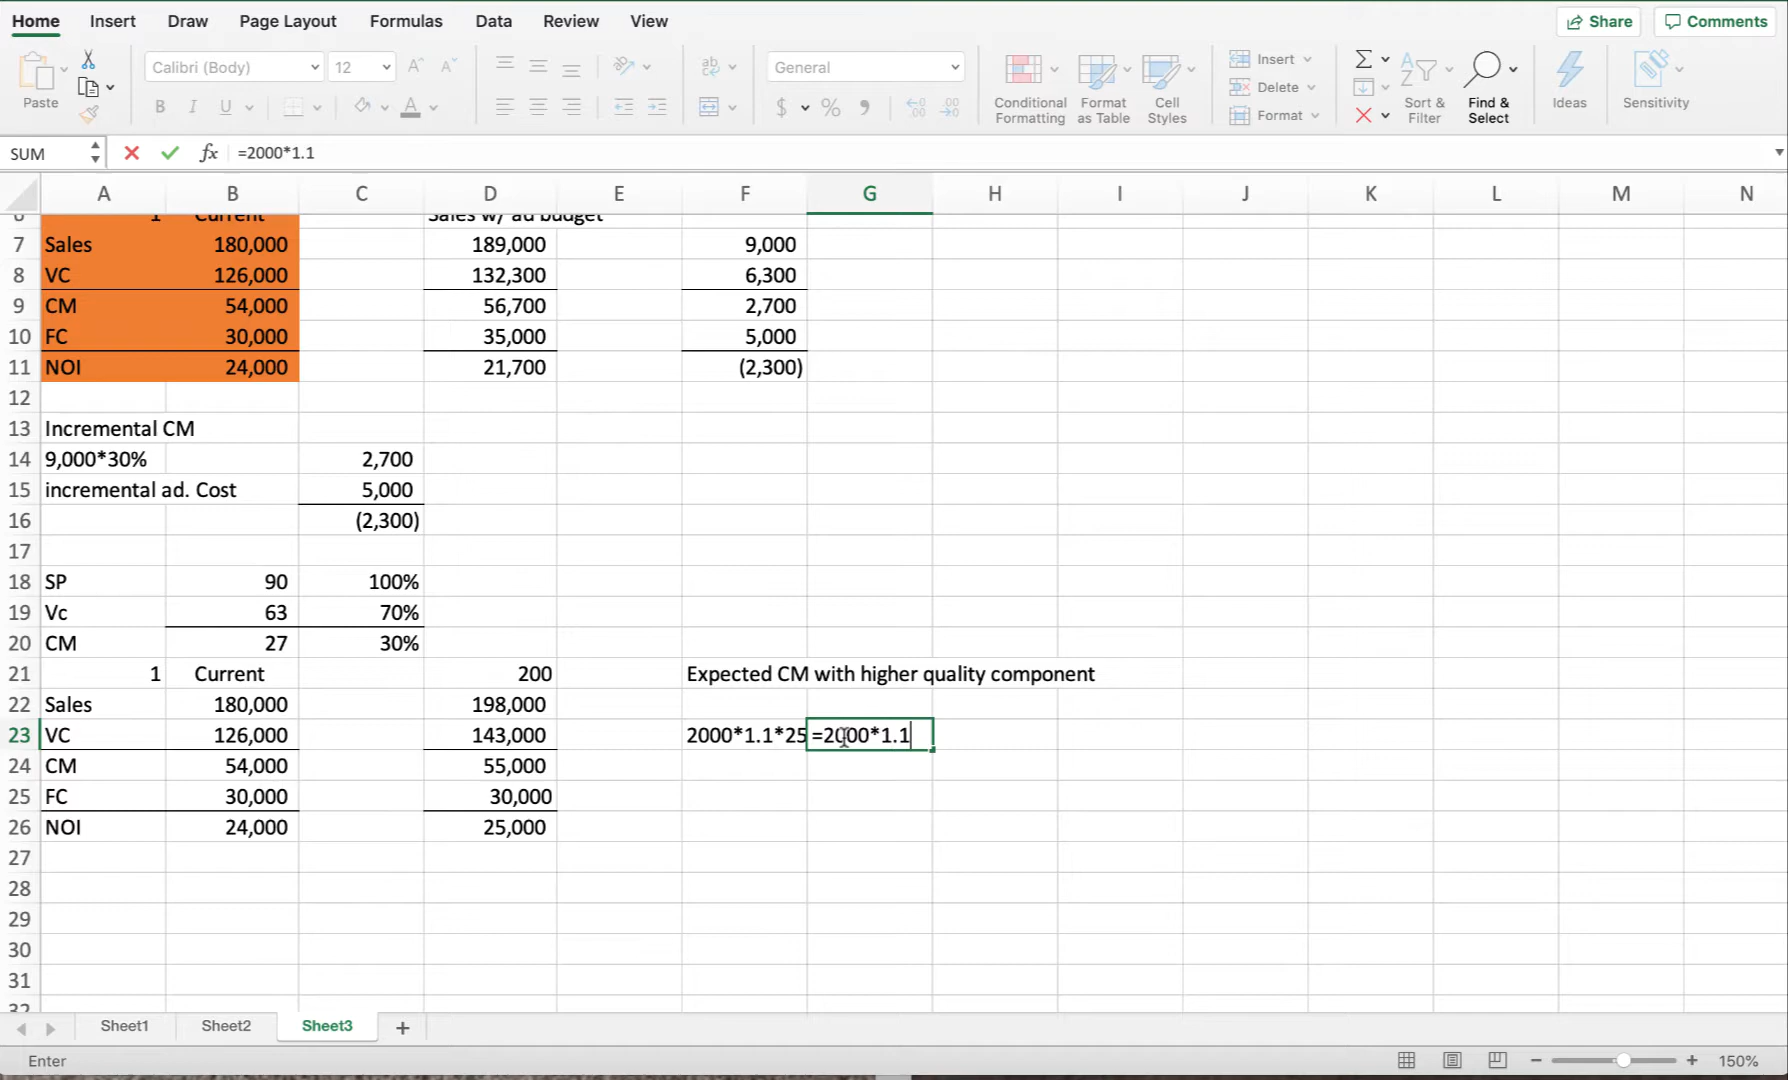 Home Insert Draw Page Layout Formulas Data Review View Share Comments
Paste Calibri (Body) 12 A^ A˅ ab General Insert
B I U A $ % Conditional Formatting Format as Table Cell Styles Delete Format Sort & Filter Find & Select Ideas Sensitivity
SUM fx =2000*1.1
A B C D E F G H I J K L M N
1 Current Sales w/ ad budget
7 Sales 180,000 189,000 9,000
8 VC 126,000 132,300 6,300
9 CM 54,000 56,700 2,700
10 FC 30,000 35,000 5,000
11 NOI 24,000 21,700 (2,300)
12
13 Incremental CM
14 9,000*30% 2,700
15 incremental ad. Cost 5,000
16 (2,300)
17
18 SP 90 100%
19 Vc 63 70%
20 CM 27 30%
21 1 Current 200 Expected CM with higher quality component
22 Sales 180,000 198,000
23 VC 126,000 143,000 2000*1.1*25 =2000*1.1
24 CM 54,000 55,000
25 FC 30,000 30,000
26 NOI 24,000 25,000
27
28
29
30
31
Sheet1 Sheet2 Sheet3 +
Enter 150%